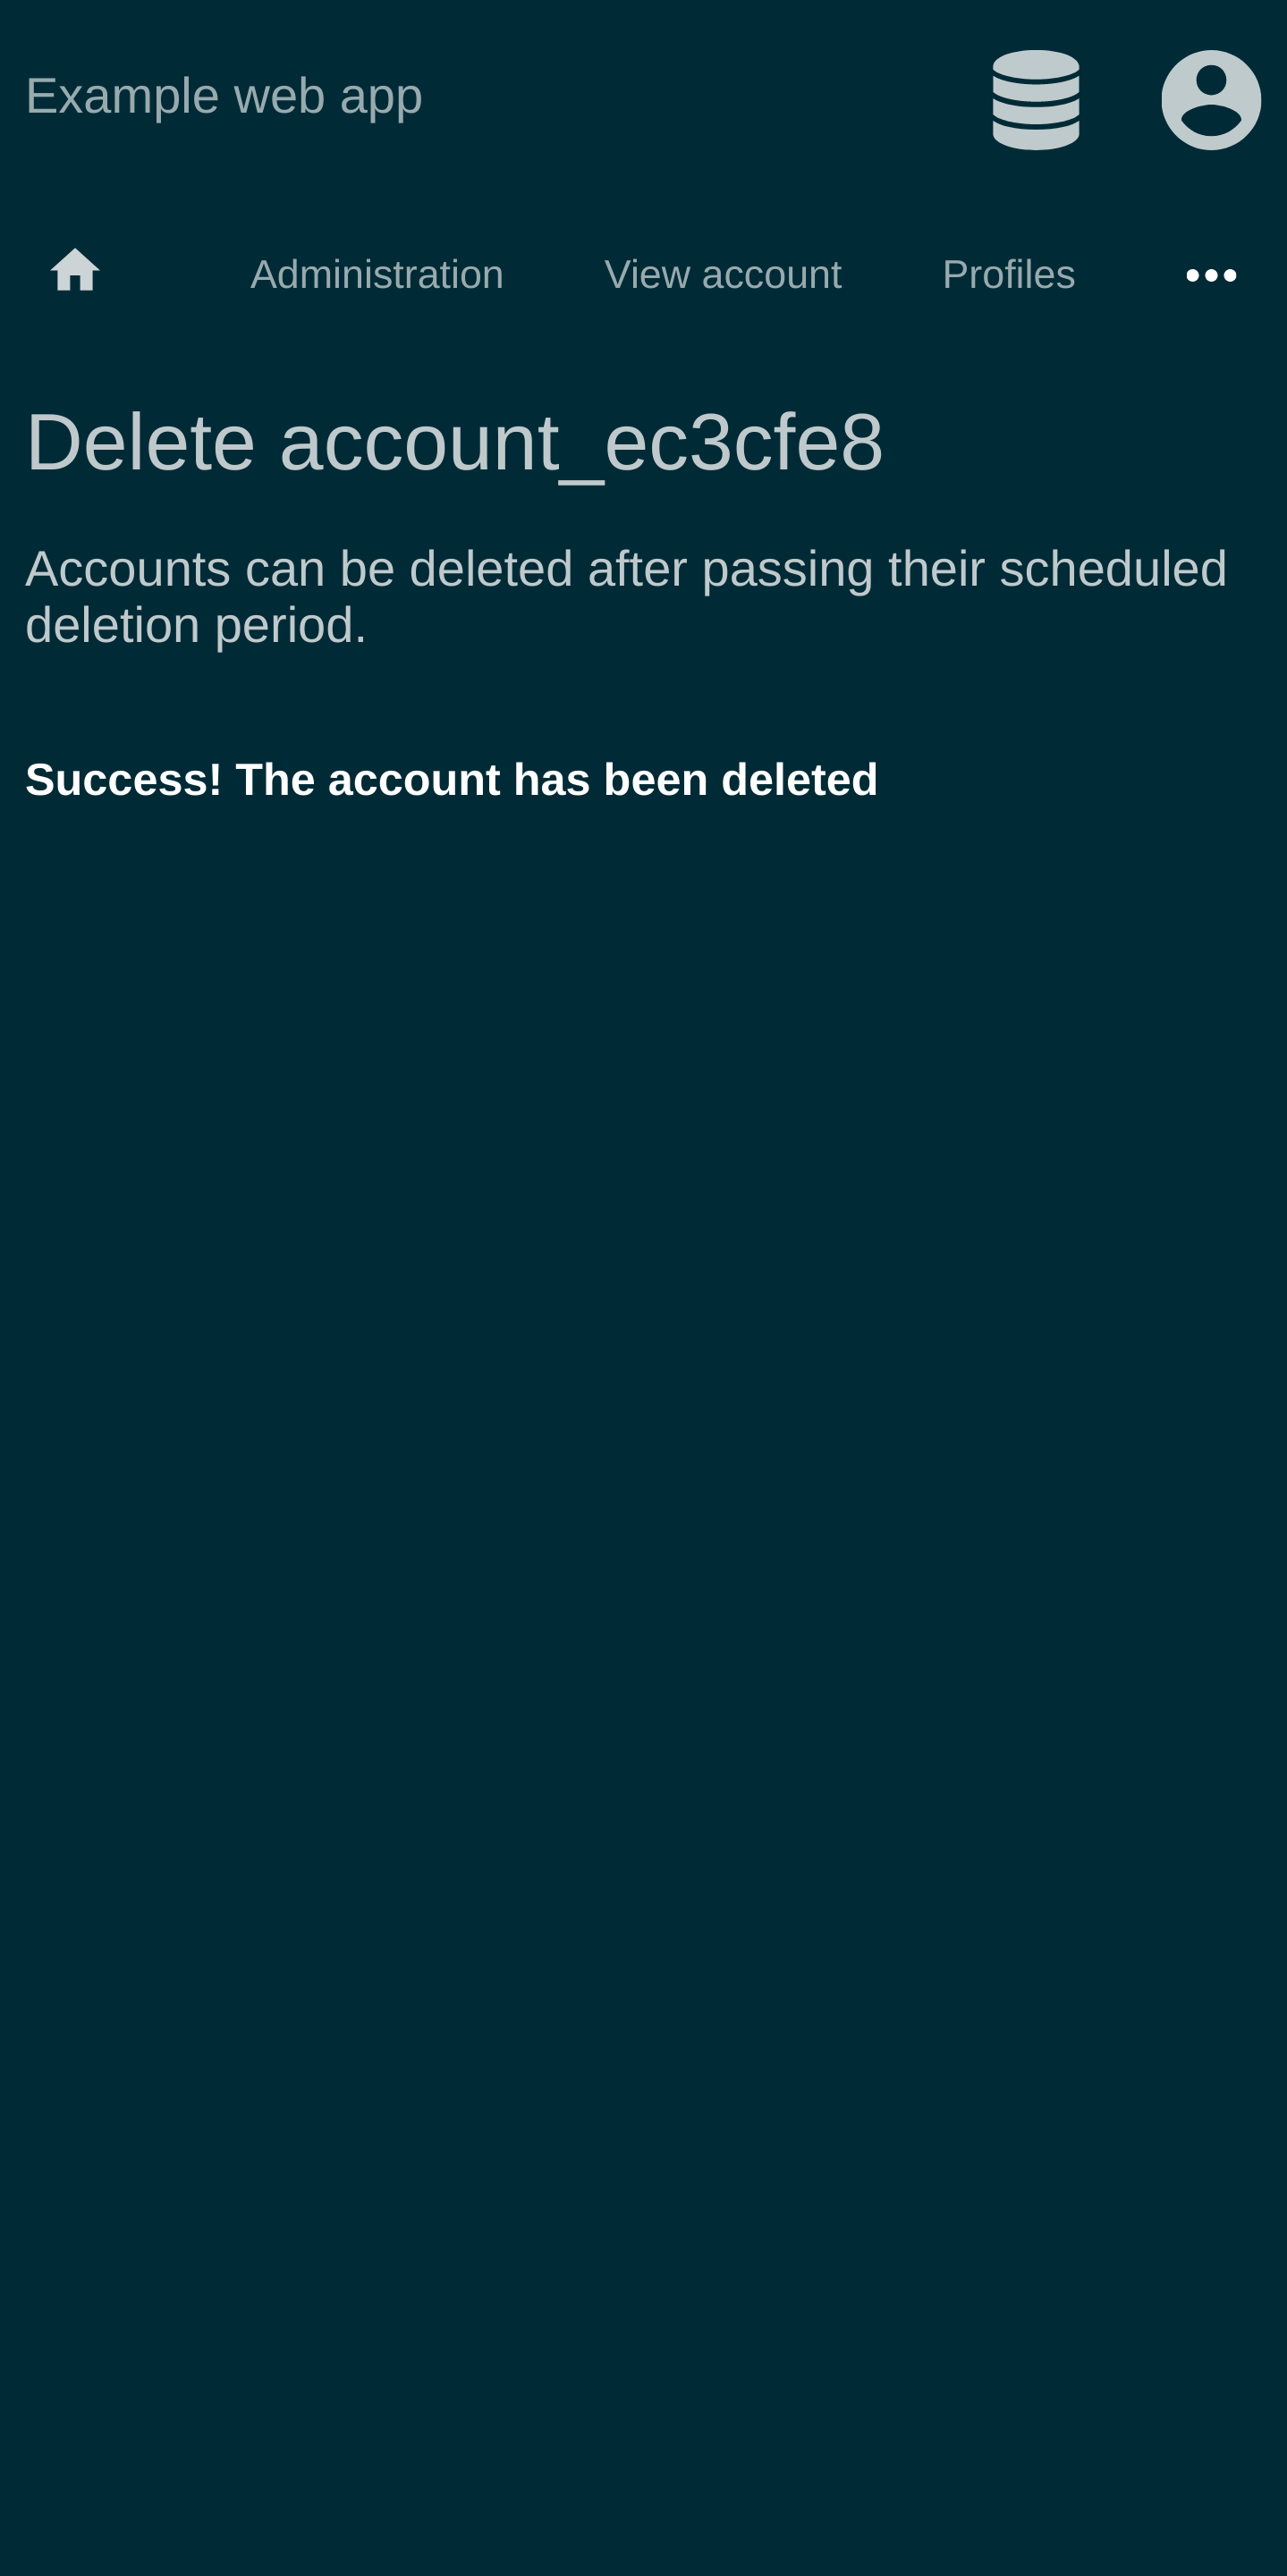 Example web app
Administration View account Profiles
Delete account_ec3cfe8
Accounts can be deleted after passing their scheduled
deletion period.
Success! The account has been deleted